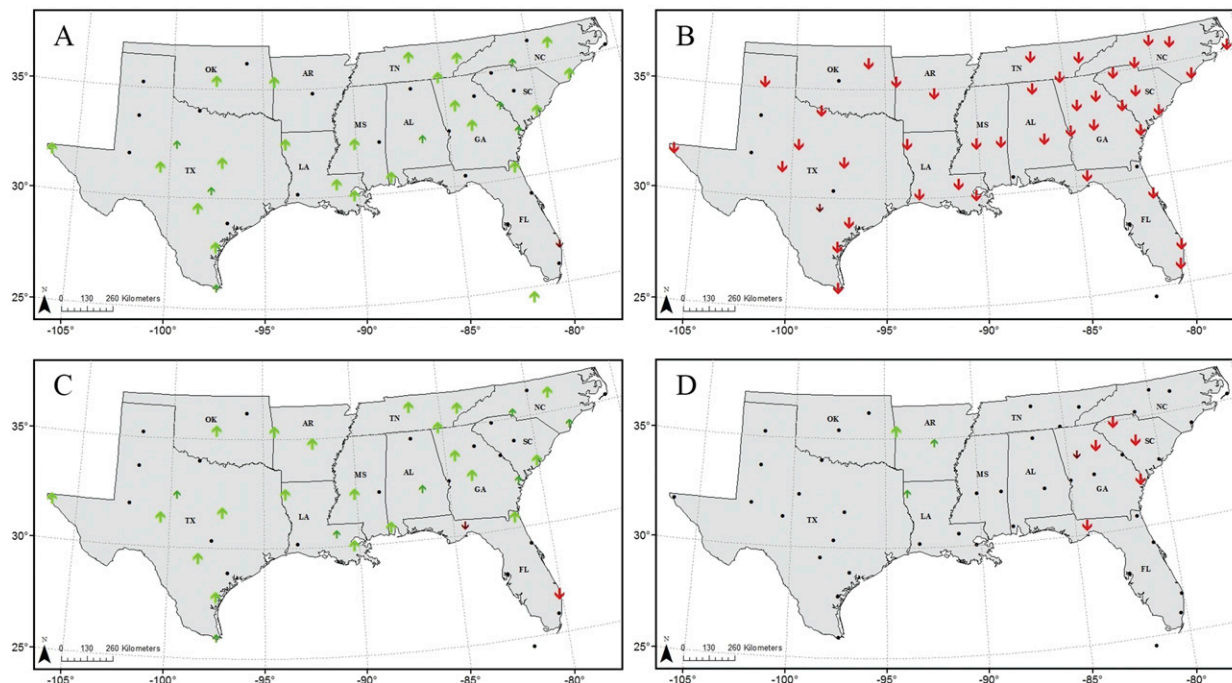 A
OK
AR
TN
NC
SC
MS
AL
GA
TX
LA
FL
35°
30°
25°
N
0 130 260 Kilometers
-105 -100 -95 -90 -85 -80°
B
OK
AR
TN
NC
SC
MS
AL
GA
TX
LA
FL
35°
30°
25°
N
0 130 260 Kilometers
-105 -100 -95 -90 -85 -80°
C
OK
AR
TN
NC
SC
MS
AL
GA
TX
LA
FL
35°
30°
25°
N
0 130 260 Kilometers
-105 -100 -95 -90 -85 -80°
D
OK
AR
TN
NC
SC
MS
AL
GA
TX
LA
FL
35°
30°
25°
N
0 130 260 Kilometers
-105 -100 -95 -90 -85 -80°